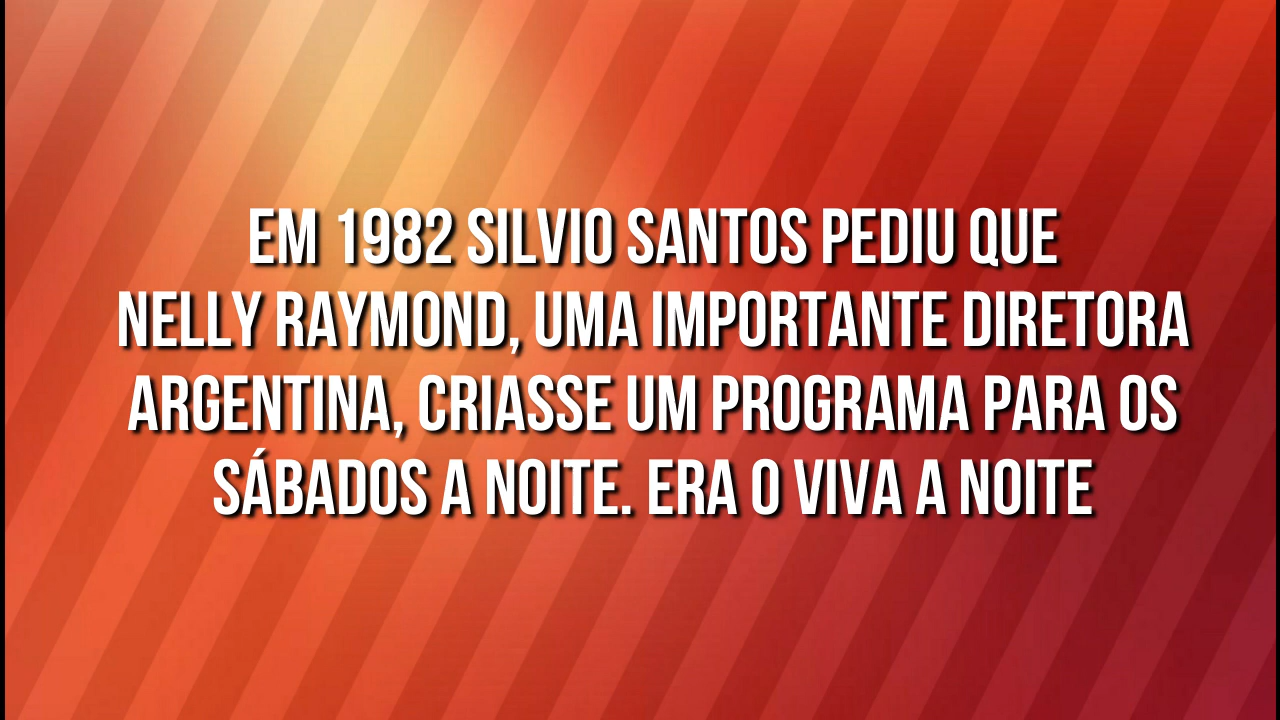 EM 1982 SILVIO SANTOS PEDIU QUE
NELLY RAYMOND, UMA IMPORTANTE DIRETORA
ARGENTINA, CRIASSE UM PROGRAMA PARA OS
SÁBADOS A NOITE. ERA O VIVA A NOITE